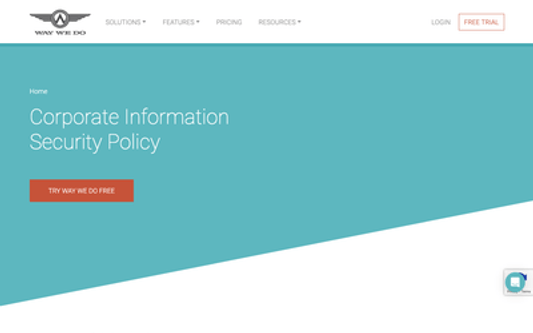 WAY WE DO
SOLUTIONS
FEATURES
PRICING
RESOURCES
LOGIN
FREE TRIAL
Home
Corporate Information
Security Policy
TRY WAY WE DO FREE